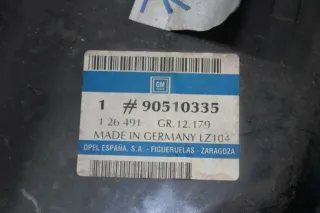 GM
1 # 90510335
1 26 491 GR.12.179
MADE IN GERMANY LZ104
OPEL ESPAÑA, S.A. - FIGUERUELAS - ZARAGOZA